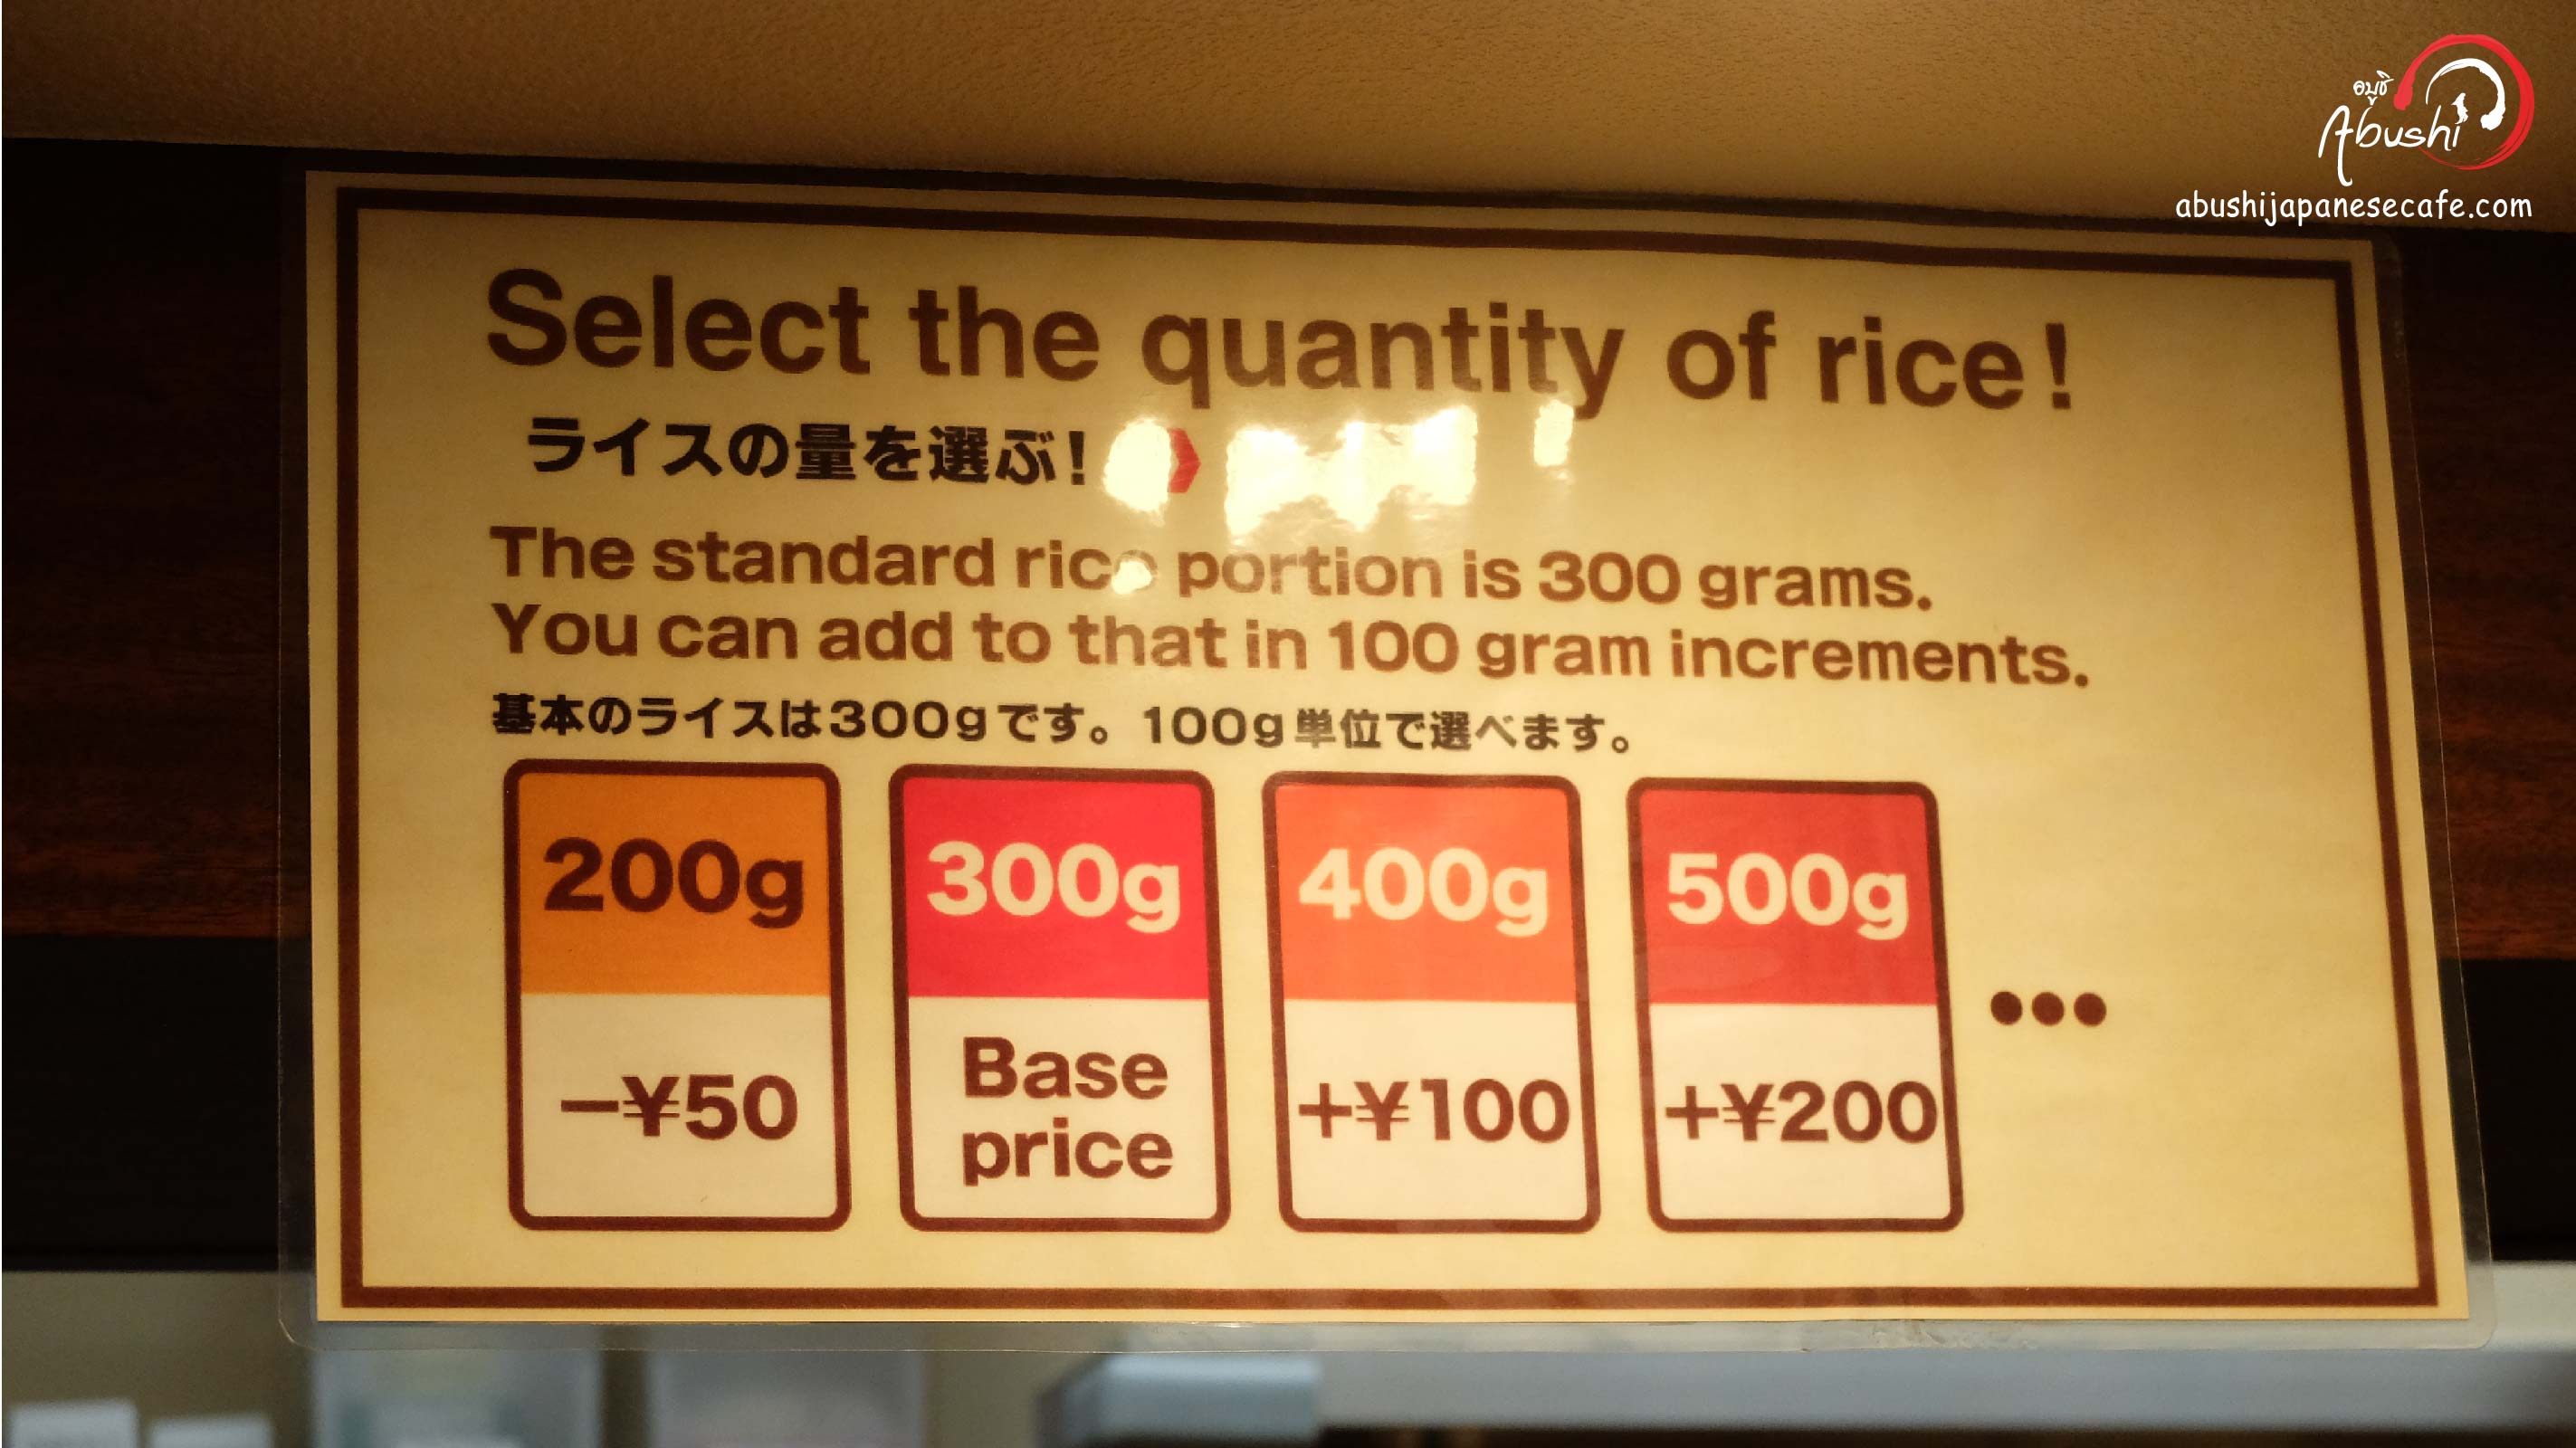 อบูชิ
Abushi
abushijapanesecafe.com
Select the quantity of rice!
ライスの量を選ぶ!
The standard rice portion is 300 grams.
You can add to that in 100 gram increments.
基本のライスは300gです。100g単位で選べます。
200g
300g
400g
500g
-¥50
Base
price
+¥100
+¥200
•••